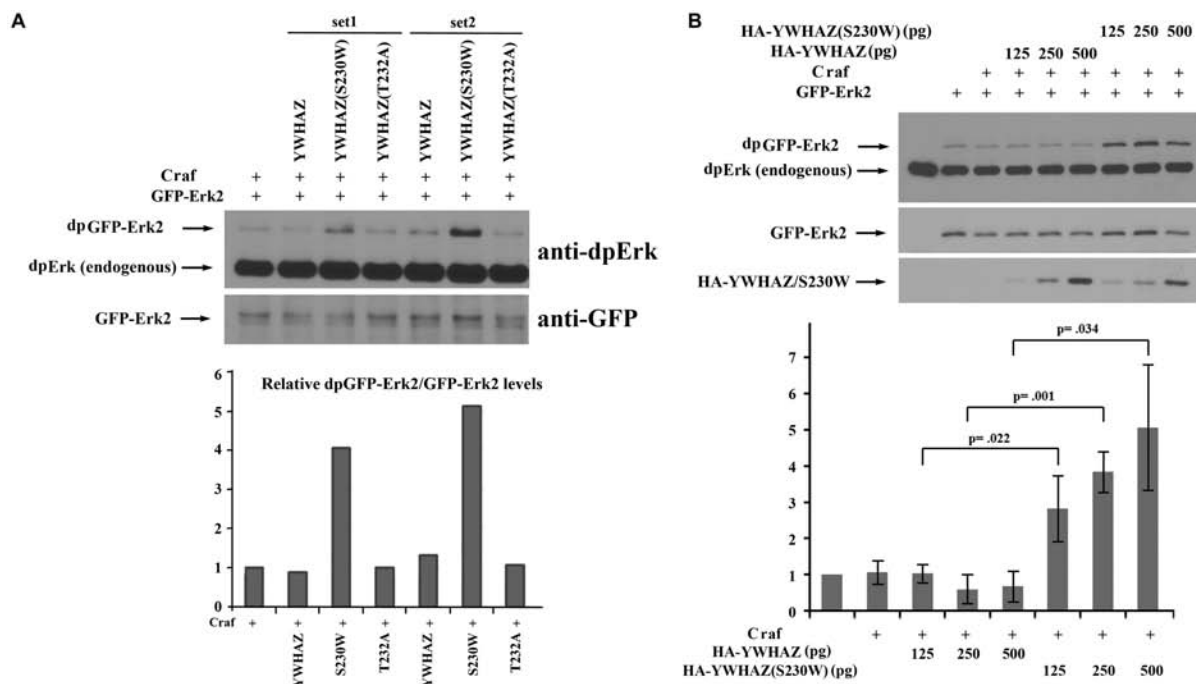 A
set1 set2
YWHAZ
YWHAZ(S230W)
YWHAZ(T232A)
YWHAZ
YWHAZ(S230W)
YWHAZ(T232A)
Craf + + + + + + +
GFP-Erk2 + + + + + + +
dpGFP-Erk2
dpErk (endogenous)
anti-dpErk
GFP-Erk2
anti-GFP
Relative dpGFP-Erk2/GFP-Erk2 levels
6
5
4
3
2
1
0
Craf + + + + + + +
YWHAZ
S230W
T232A
YWHAZ
S230W
T232A
B
HA-YWHAZ(S230W)(pg) 125 250 500
HA-YWHAZ(pg) 125 250 500
Craf + + + + + + +
GFP-Erk2 + + + + + + + +
dpGFP-Erk2
dpErk (endogenous)
GFP-Erk2
HA-YWHAZ/S230W
7
6
5
4
3
2
1
0
p= .034
p= .001
p= .022
Craf + + + + + + +
HA-YWHAZ (pg) 125 250 500
HA-YWHAZ(S230W) (pg) 125 250 500